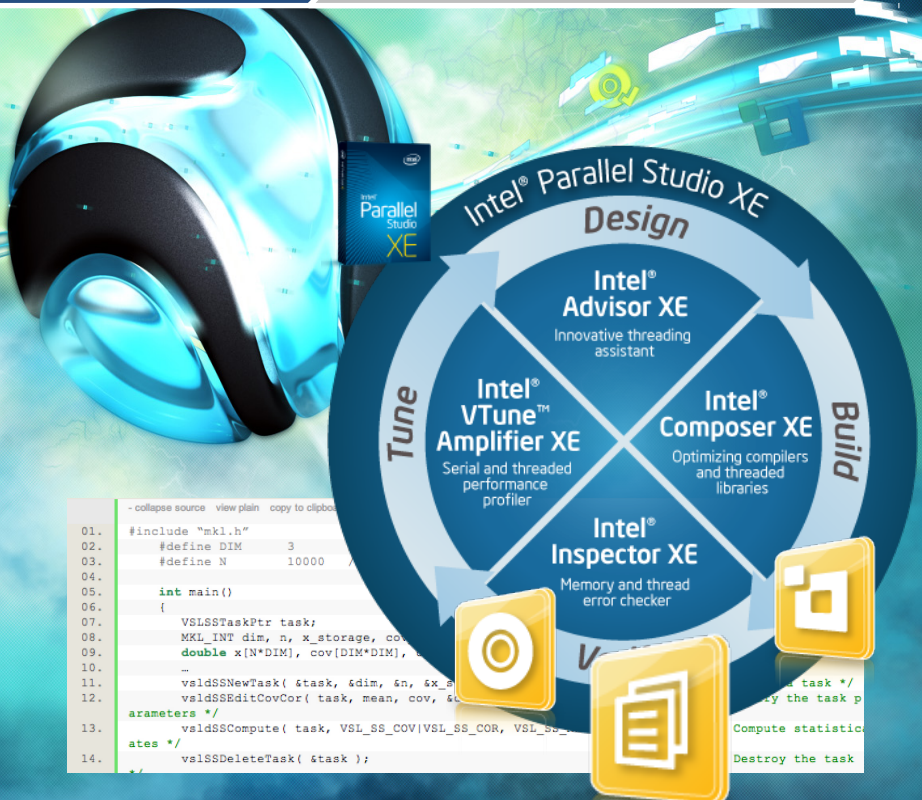 intel
Intel®
Parallel
Studio
XE
Intel® Parallel Studio XE
Design
Intel®
Advisor XE
Innovative threading
assistant
Tune
Intel®
VTune™
Amplifier XE
Serial and threaded
performance
profiler
Intel®
Composer XE
Optimizing compilers
and threaded
libraries
Build
Intel®
Inspector XE
Memory and thread
error checker
- collapse source view plain copy to
01. #include "mkl.h"
02. #define DIM 3
03. #define N 10000
04.
05. int main()
06. {
07. VSLSSTaskPtr task;
08. MKL_INT dim, n, x_storage,
09. double x[N*DIM], cov[DIM*DIM],
10. …
11. vsldSSNewTask( &task, &dim, &n, task */
12. vsldSSEditCovCor( task, mean, cov, the task p
arameters */
13. vsldSSCompute( task, VSL_SS_COV|VSL_SS_COR, Compute statistica
ates */
14. vslSSDeleteTask( &task ); Destroy the task
*/